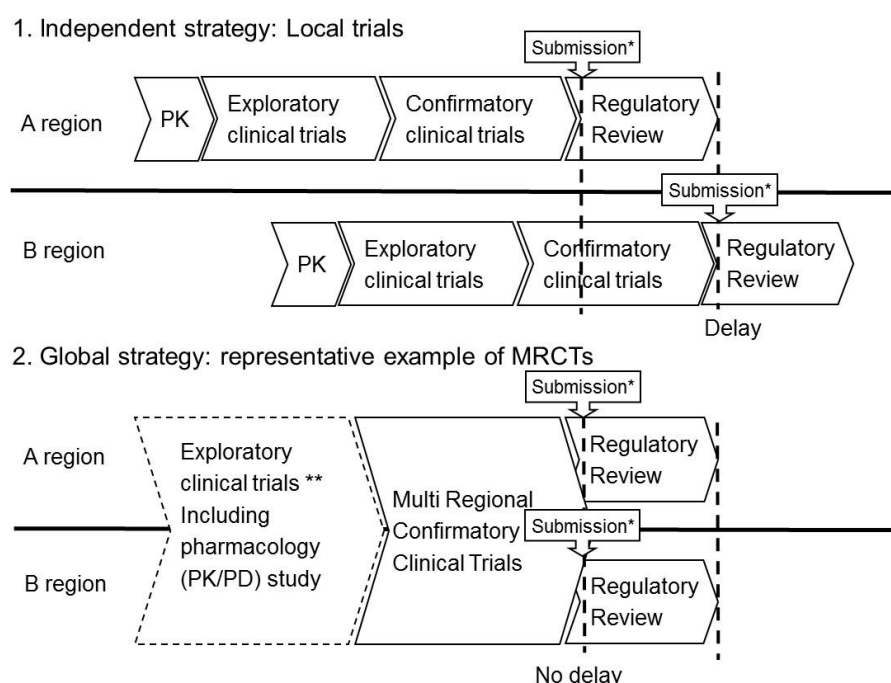 1. Independent strategy: Local trials
Submission*
A region
PK
Exploratory
clinical trials
Confirmatory
clinical trials
Regulatory
Review
Submission*
B region
PK
Exploratory
clinical trials
Confirmatory
clinical trials
Regulatory
Review
Delay
2. Global strategy: representative example of MRCTs
Submission*
A region
Exploratory
clinical trials **
Including
pharmacology
(PK/PD) study
Multi Regional
Confirmatory
Clinical Trials
Regulatory
Review
Submission*
B region
Regulatory
Review
No delay